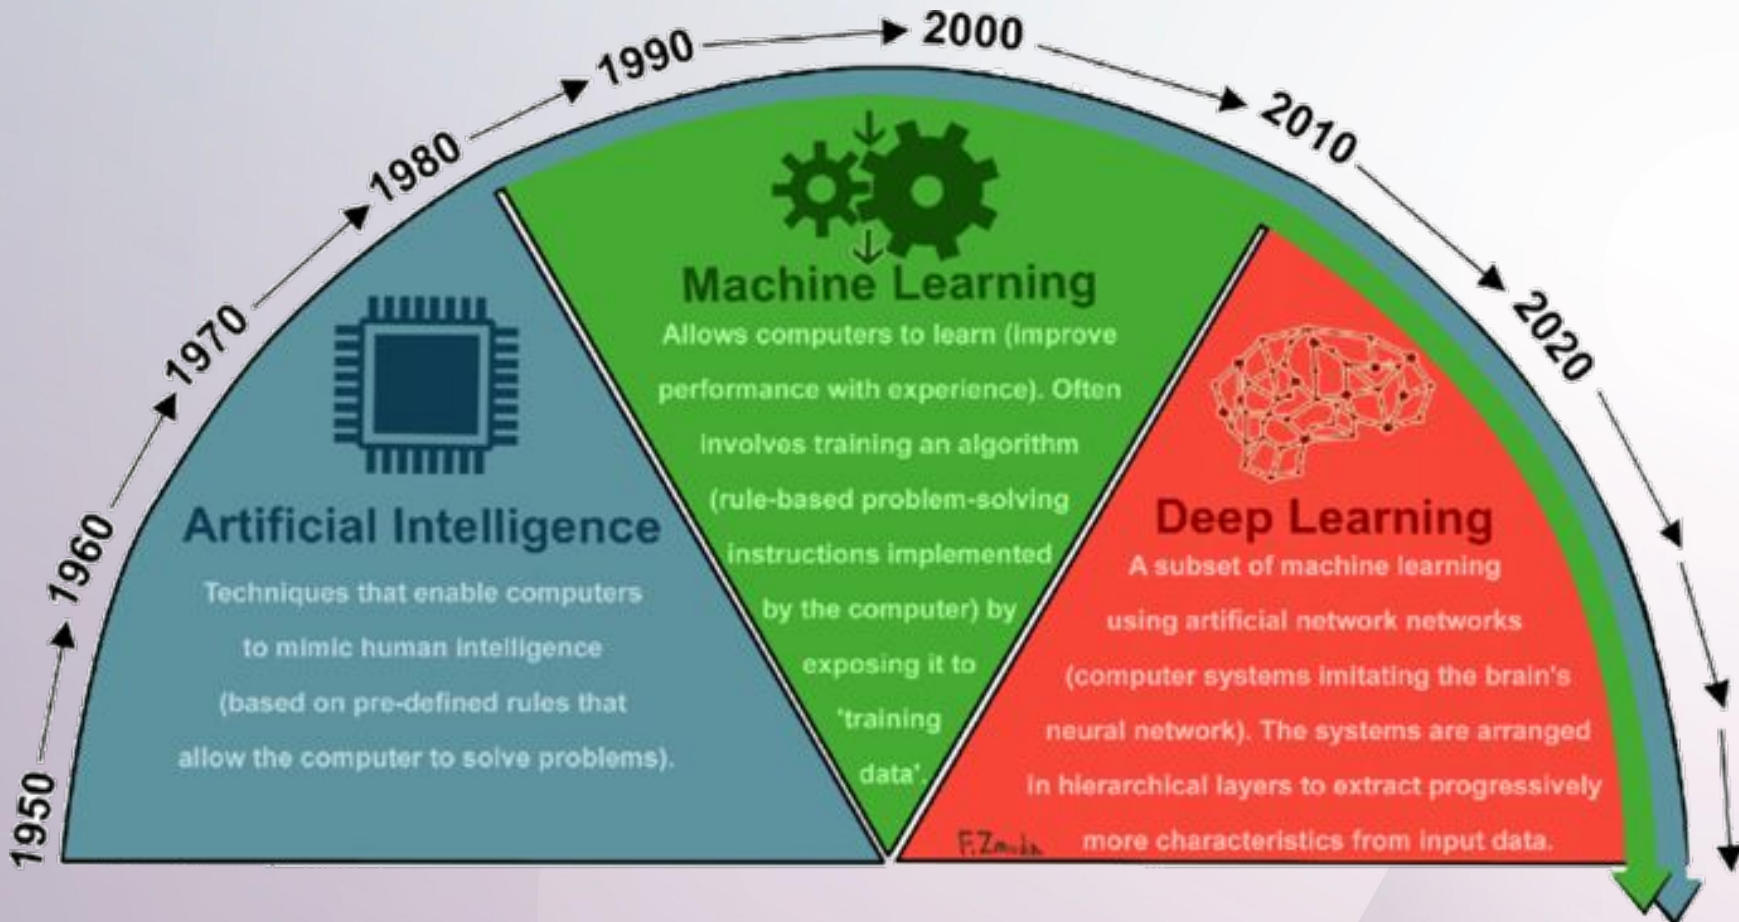 1950
1960
1970
1980
1990
2000
2010
2020
Artificial Intelligence
Techniques that enable computers
to mimic human intelligence
(based on pre-defined rules that
allow the computer to solve problems).
Machine Learning
Allows computers to learn (improve
performance with experience). Often
involves training an algorithm
(rule-based problem-solving
instructions implemented
by the computer) by
exposing it to
'training
data'.
Deep Learning
A subset of machine learning
using artificial network networks
(computer systems imitating the brain's
neural network). The systems are arranged
in hierarchical layers to extract progressively
more characteristics from input data.